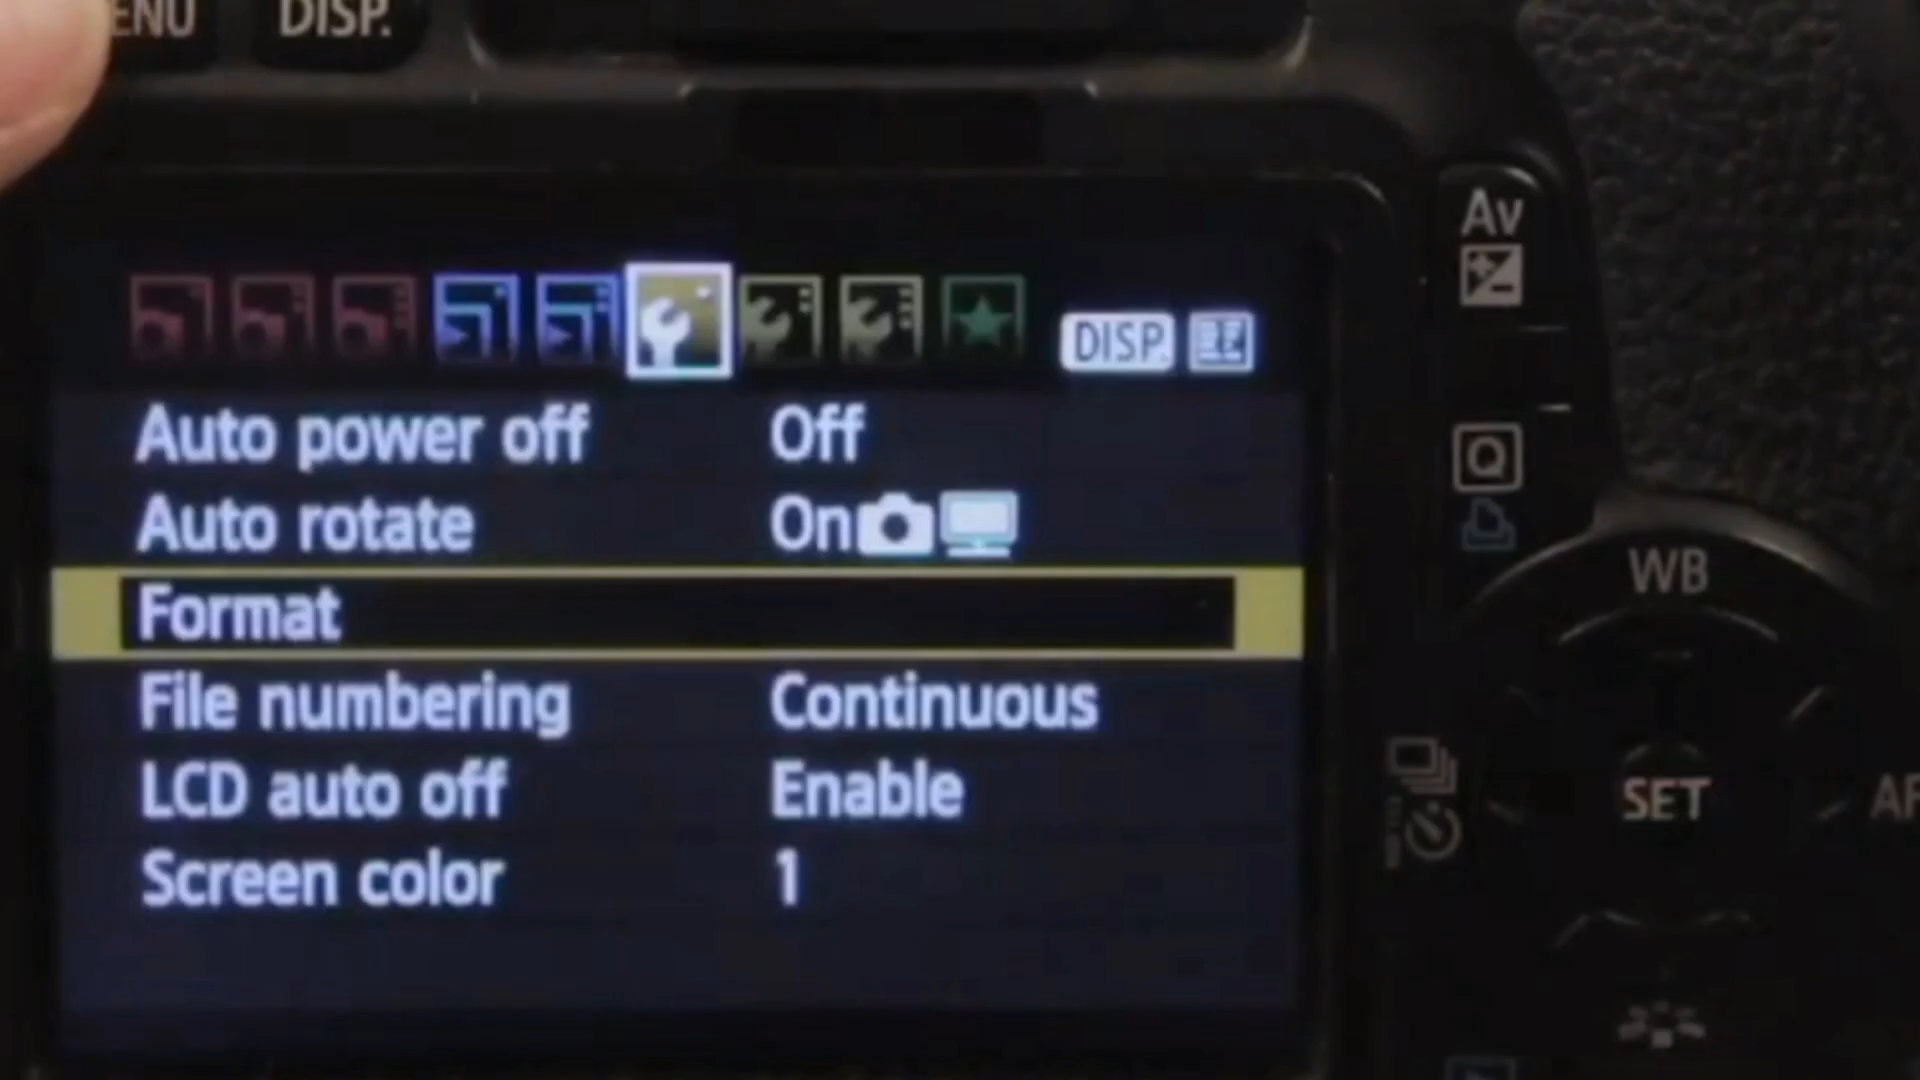 ENU DISP.
DISP.
Auto power off Off
Auto rotate On
Format
File numbering Continuous
LCD auto off Enable
Screen color 1
Av
Q
WB
SET
AF